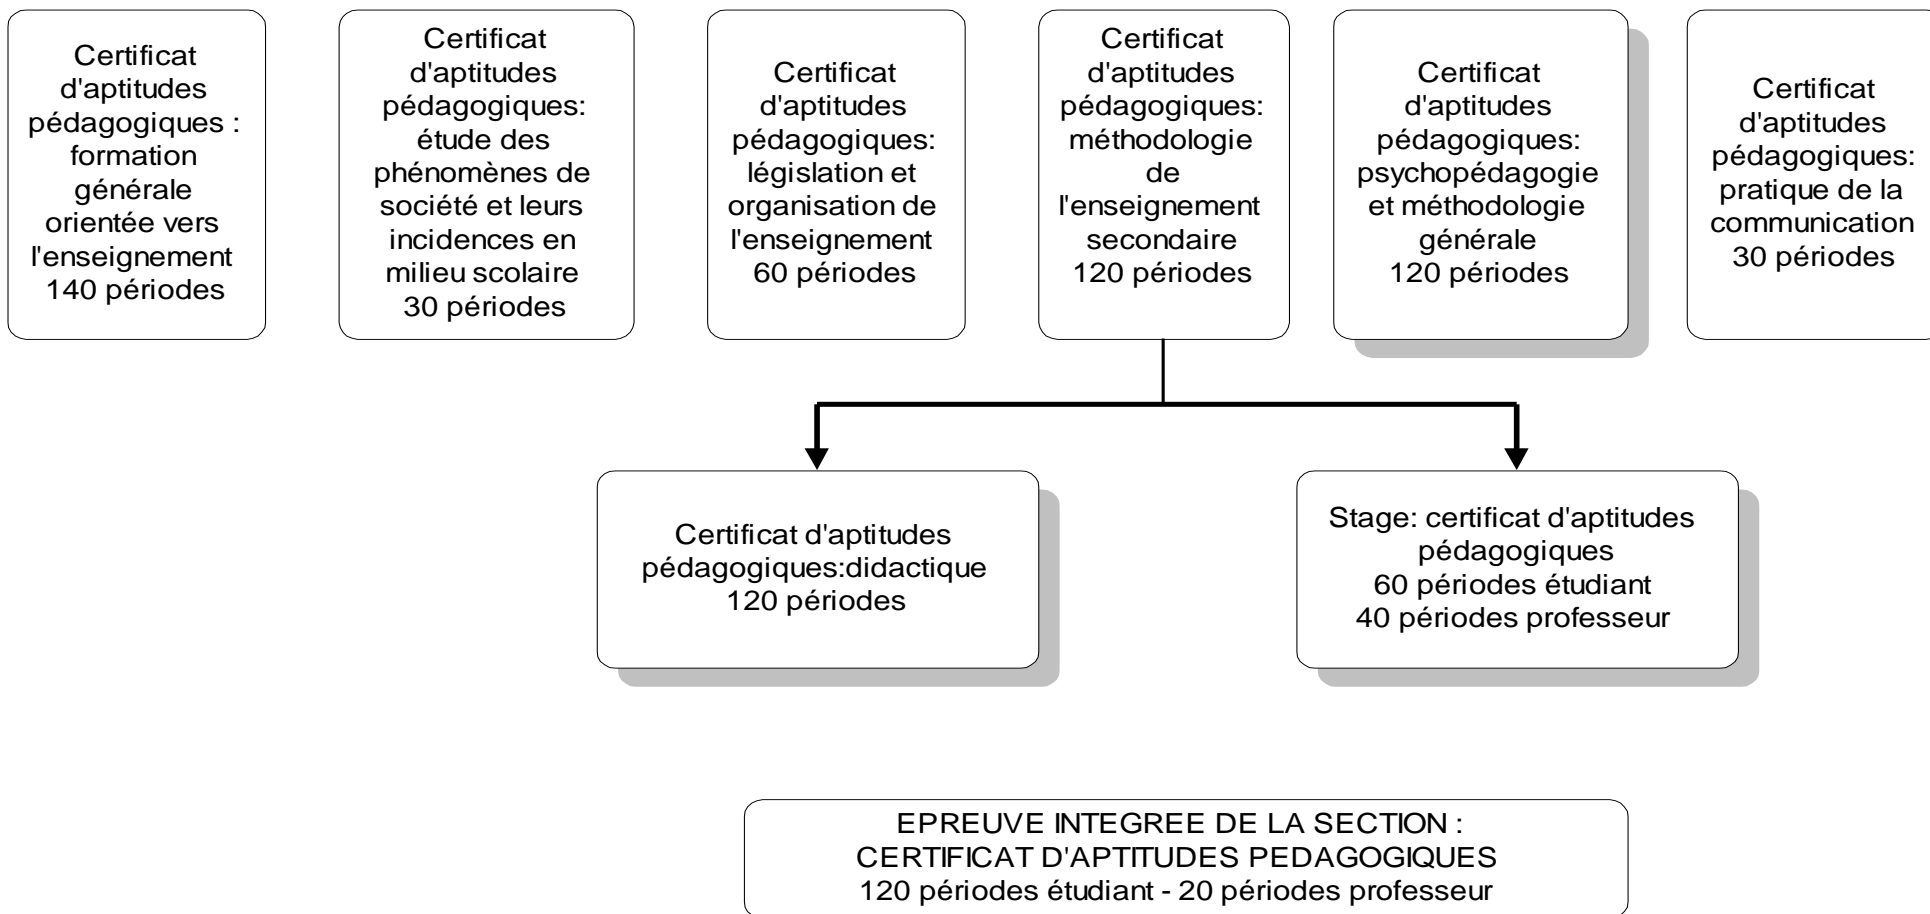 Certificat
d'aptitudes
pédagogiques :
formation
générale
orientée vers
l'enseignement
140 périodes
Certificat
d'aptitudes
pédagogiques:
étude des
phénomènes de
société et leurs
incidences en
milieu scolaire
30 périodes
Certificat
d'aptitudes
pédagogiques:
législation et
organisation de
l'enseignement
60 périodes
Certificat
d'aptitudes
pédagogiques:
méthodologie
de
l'enseignement
secondaire
120 périodes
Certificat
d'aptitudes
pédagogiques:
psychopédagogie
et méthodologie
générale
120 périodes
Certificat
d'aptitudes
pédagogiques:
pratique de la
communication
30 périodes
Certificat d'aptitudes
pédagogiques:didactique
120 périodes
Stage: certificat d'aptitudes
pédagogiques
60 périodes étudiant
40 périodes professeur
EPREUVE INTEGREE DE LA SECTION :
CERTIFICAT D'APTITUDES PEDAGOGIQUES
120 périodes étudiant - 20 périodes professeur